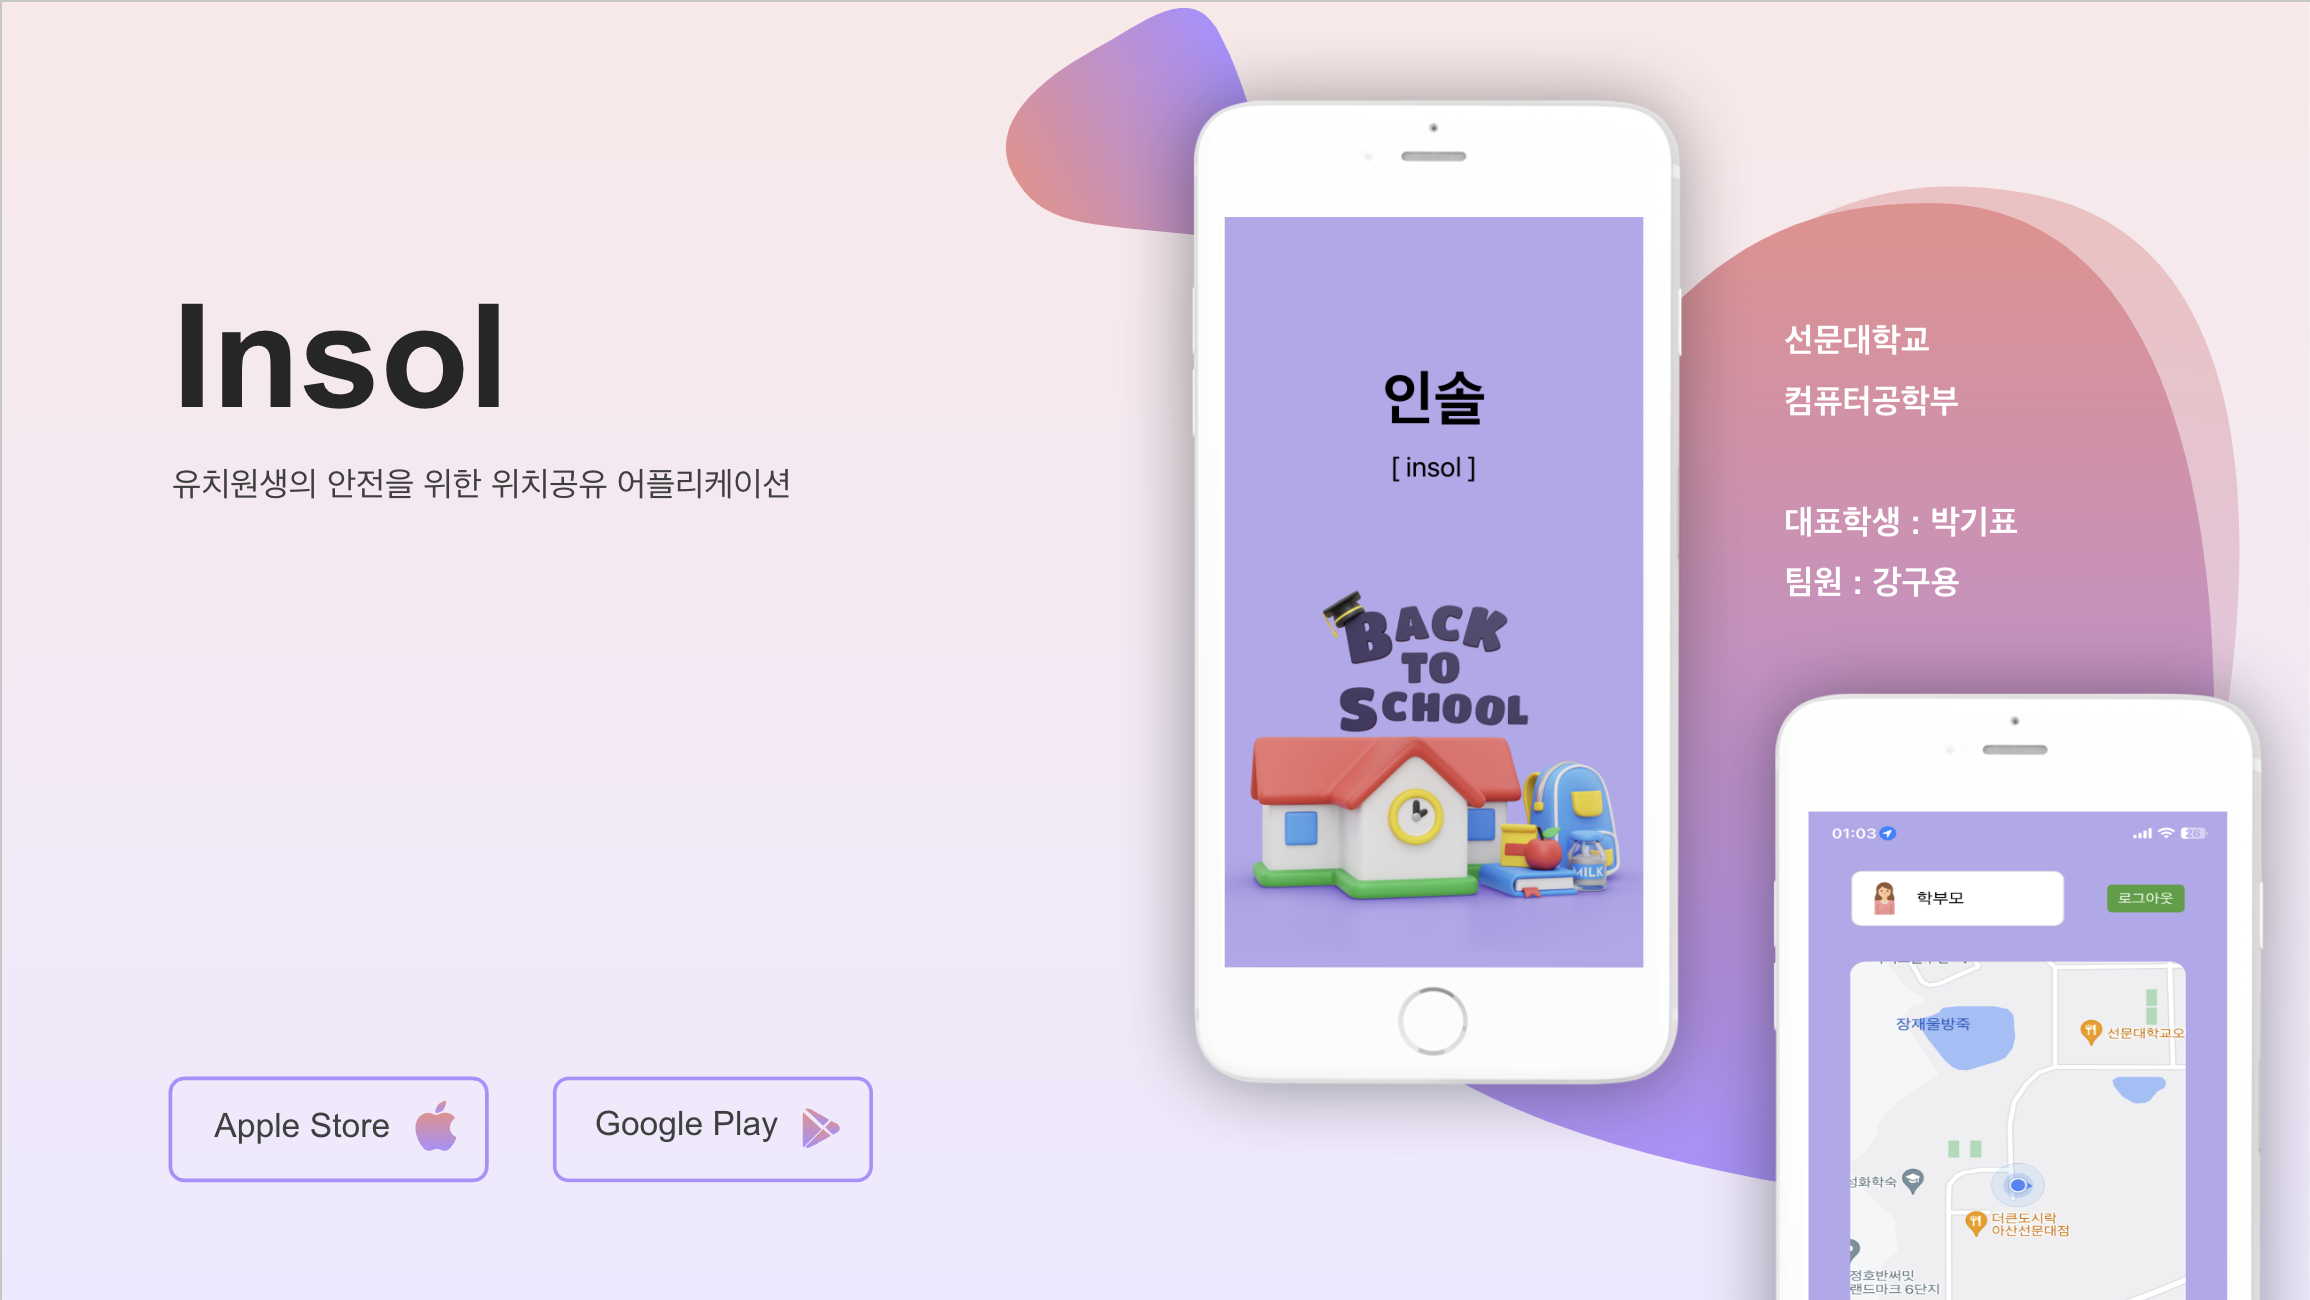 Insol
유치원생의 안전을 위한 위치공유 어플리케이션
Apple Store
Google Play
인솔
[ insol ]
BACK
TO
SCHOOL
MILK
선문대학교
컴퓨터공학부
대표학생 : 박기표
팀원 : 강구용
01:03
26
학부모
로그아웃
장재울방죽
선문대학교오
성화학숙
더큰도시락
아산선문대점
정호반써밋
랜드마크 6단지